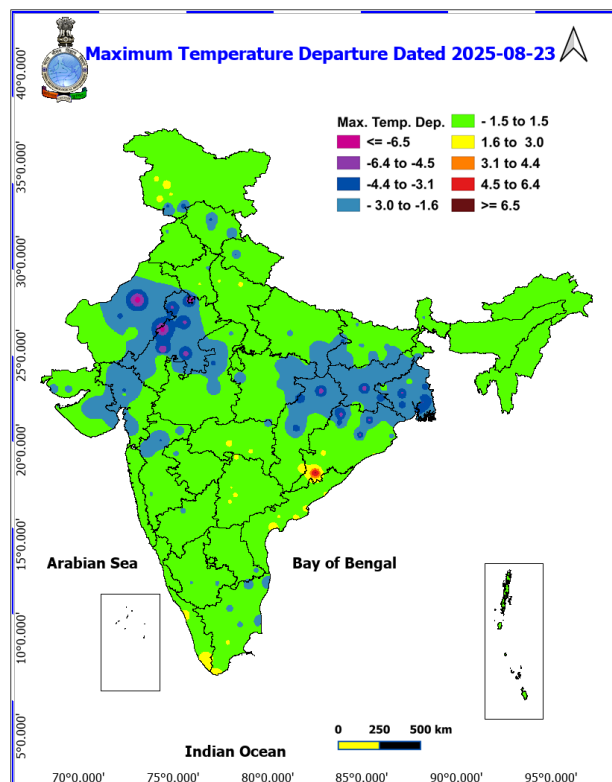 Maximum Temperature Departure Dated 2025-08-23
Max. Temp. Dep.
<= -6.5
-6.4 to -4.5
-4.4 to -3.1
- 3.0 to -1.6
- 1.5 to 1.5
1.6 to 3.0
3.1 to 4.4
4.5 to 6.4
>= 6.5
40°0.000'
35°0.000'
30°0.000'
25°0.000'
20°0.000'
15°0.000'
10°0.000'
5°0.000'
Arabian Sea
Bay of Bengal
Indian Ocean
0 250 500 km
70°0.000' 75°0.000' 80°0.000' 85°0.000' 90°0.000' 95°0.000'